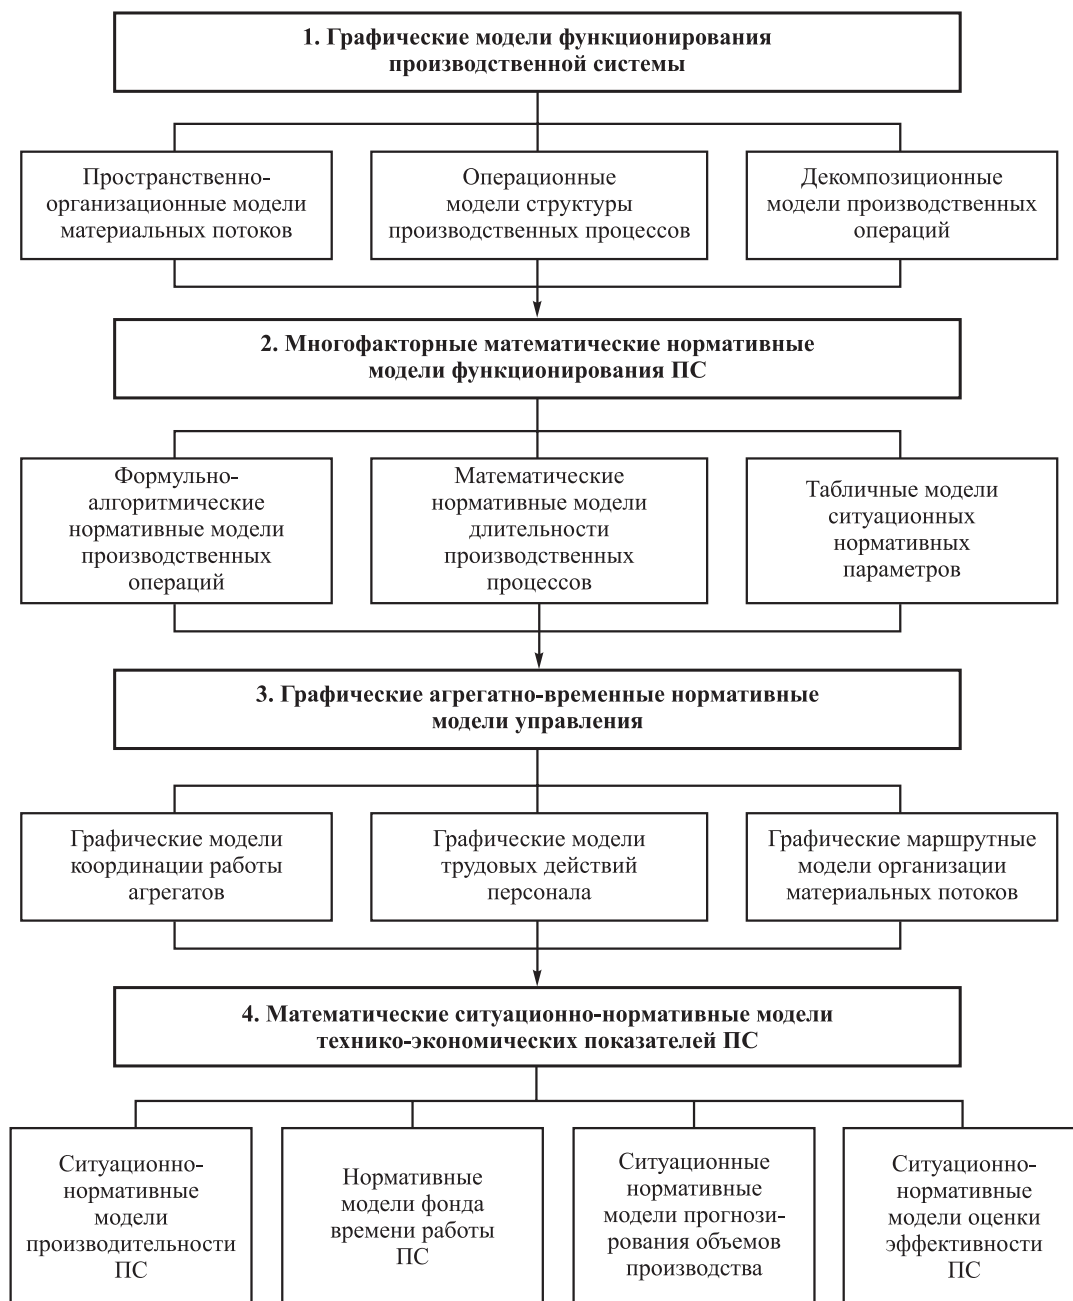 1. Графические модели функционирования
производственной системы
Пространственно-
организационные модели
материальных потоков
Операционные
модели структуры
производственных процессов
Декомпозиционные
модели производственных
операций
2. Многофакторные математические нормативные
модели функционирования ПС
Формульно-
алгоритмические
нормативные модели
производственных
операций
Математические
нормативные модели
длительности
производственных
процессов
Табличные модели
ситуационных
нормативных
параметров
3. Графические агрегатно-временные нормативные
модели управления
Графические модели
координации работы
агрегатов
Графические модели
трудовых действий
персонала
Графические маршрутные
модели организации
материальных потоков
4. Математические ситуационно-нормативные модели
технико-экономических показателей ПС
Ситуационно-
нормативные
модели
производительности
ПС
Нормативные
модели фонда
времени работы
ПС
Ситуационные
нормативные
модели прогнози-
рования объемов
производства
Ситуационно-
нормативные
модели оценки
эффективности
ПС